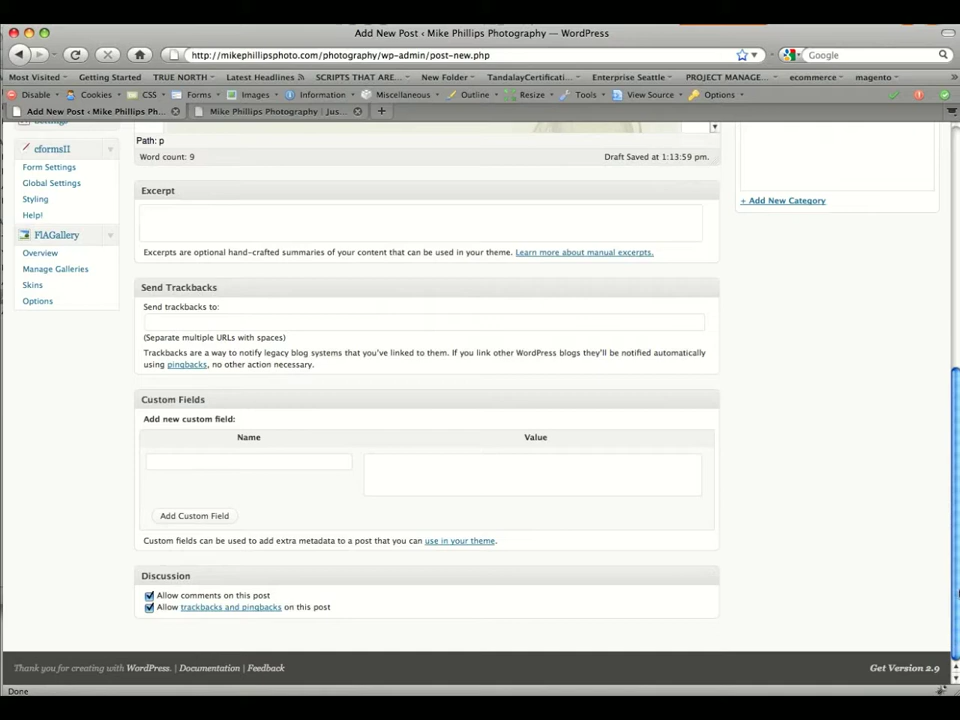 Add New Post ‹ Mike Phillips Photography — WordPress
http://mikephillipsphoto.com/photography/wp-admin/post-new.php
Google
Most Visited Getting Started TRUE NORTH Latest Headlines SCRIPTS THAT ARE... New Folder TandalayCertificati... Enterprise Seattle PROJECT MANAGE... ecommerce magento
Disable Cookies CSS Forms Images Information Miscellaneous Outline Resize Tools View Source Options
Add New Post ‹ Mike Phillips Ph... Mike Phillips Photography | Jus...
Path: p
Word count: 9 Draft Saved at 1:13:59 pm.
cformsII
Form Settings
Global Settings
Styling
Help!
FlAGallery
Overview
Manage Galleries
Skins
Options
+ Add New Category
Excerpt
Excerpts are optional hand-crafted summaries of your content that can be used in your theme. Learn more about manual excerpts.
Send Trackbacks
Send trackbacks to:
(Separate multiple URLs with spaces)
Trackbacks are a way to notify legacy blog systems that you've linked to them. If you link other WordPress blogs they'll be notified automatically
using pingbacks, no other action necessary.
Custom Fields
Add new custom field:
Name Value
Add Custom Field
Custom fields can be used to add extra metadata to a post that you can use in your theme.
Discussion
Allow comments on this post
Allow trackbacks and pingbacks on this post
Thank you for creating with WordPress. | Documentation | Feedback Get Version 2.9
Done